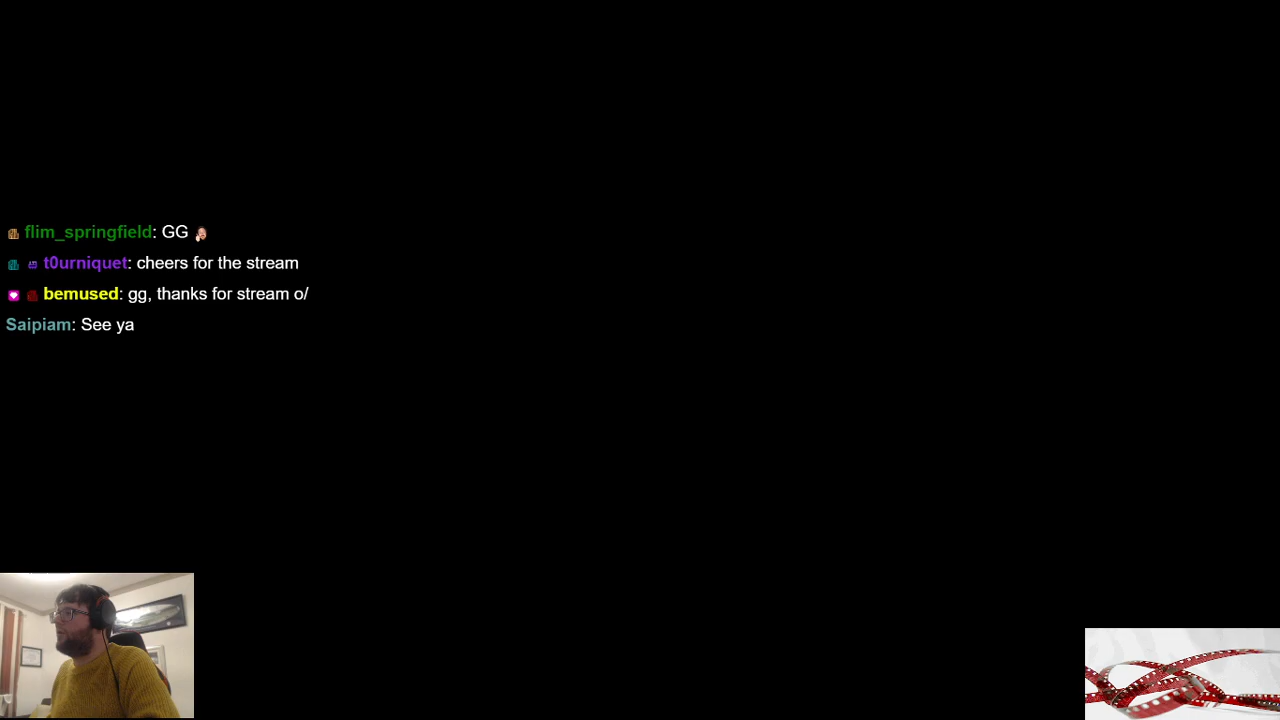 flim_springfield: GG
t0urniquet: cheers for the stream
bemused: gg, thanks for stream o/
Saipiam: See ya